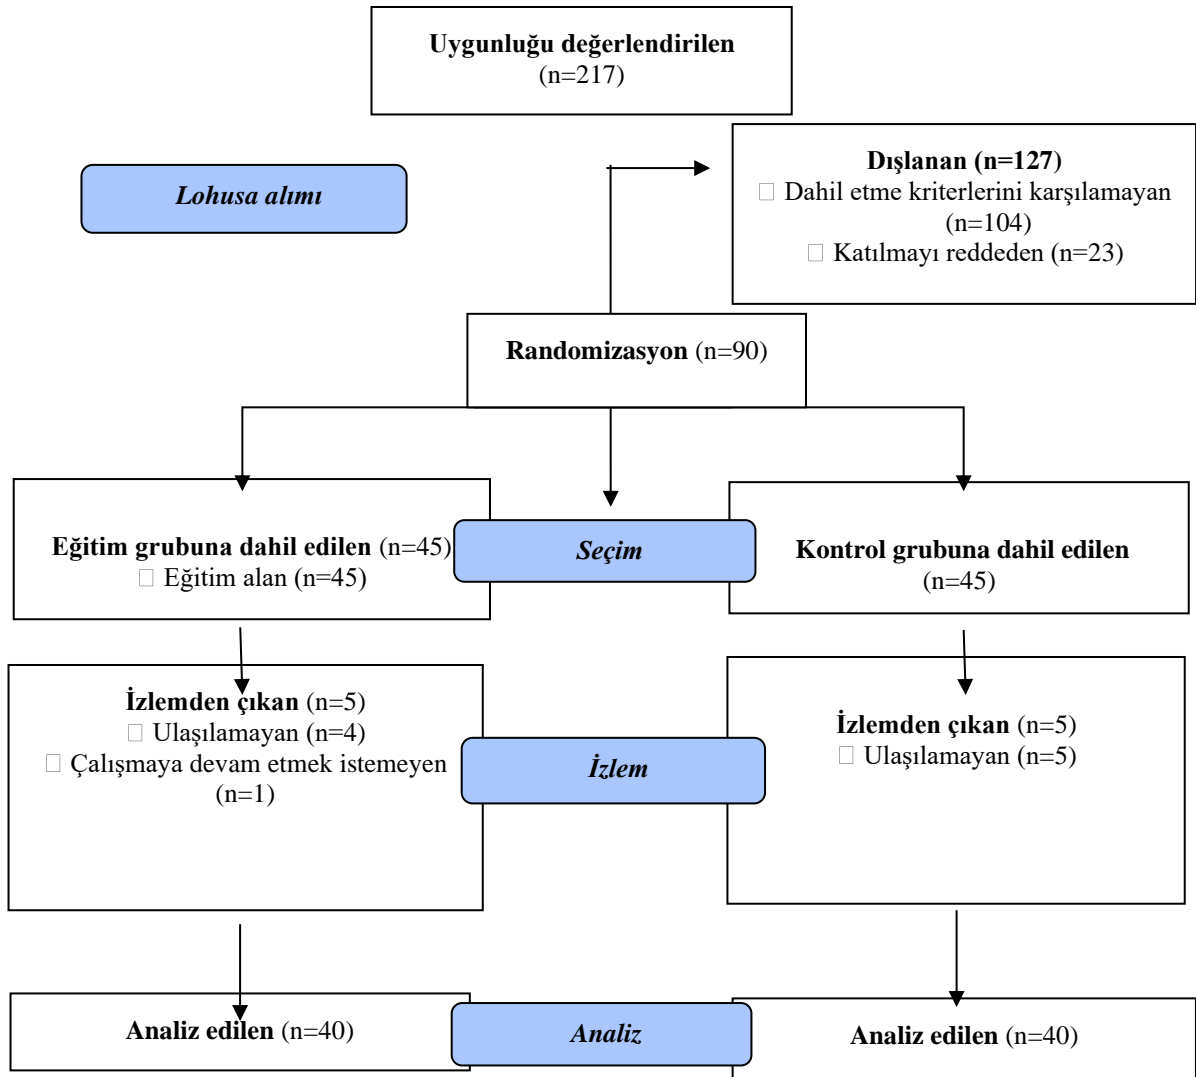 Uygunluğu değerlendirilen
(n=217)
Dışlanan (n=127)
□ Dahil etme kriterlerini karşılamayan
(n=104)
□ Katılmayı reddeden (n=23)
Lohusa alımı
Randomizasyon (n=90)
Eğitim grubuna dahil edilen (n=45)
□ Eğitim alan (n=45)
Seçim
Kontrol grubuna dahil edilen
(n=45)
İzlemden çıkan (n=5)
□ Ulaşılamayan (n=4)
□ Çalışmaya devam etmek istemeyen
(n=1)
İzlem
İzlemden çıkan (n=5)
□ Ulaşılamayan (n=5)
Analiz edilen (n=40)
Analiz
Analiz edilen (n=40)